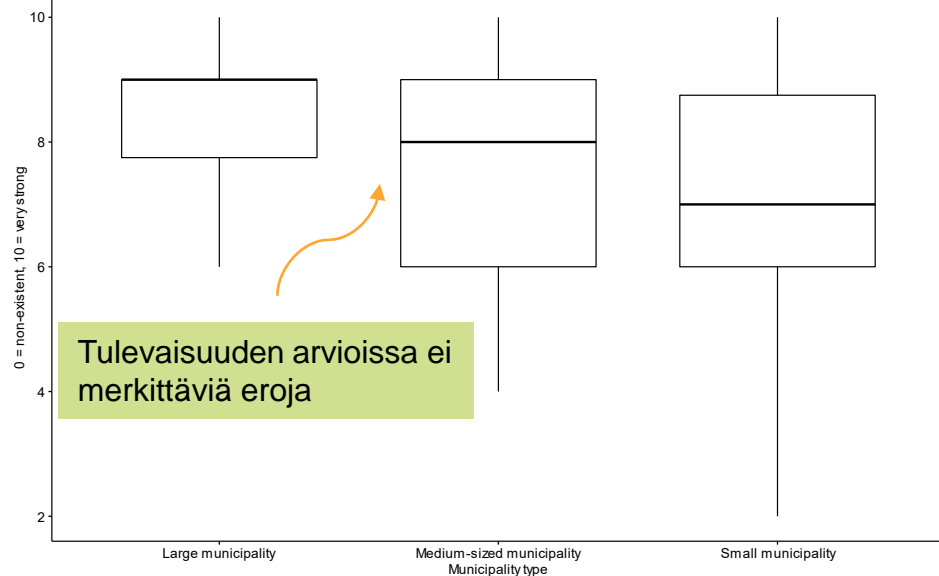 10
8
6
4
2
0 = non-existent, 10 = very strong
Tulevaisuuden arvioissa ei
merkittäviä eroja
Large municipality
Medium-sized municipality
Small municipality
Municipality type